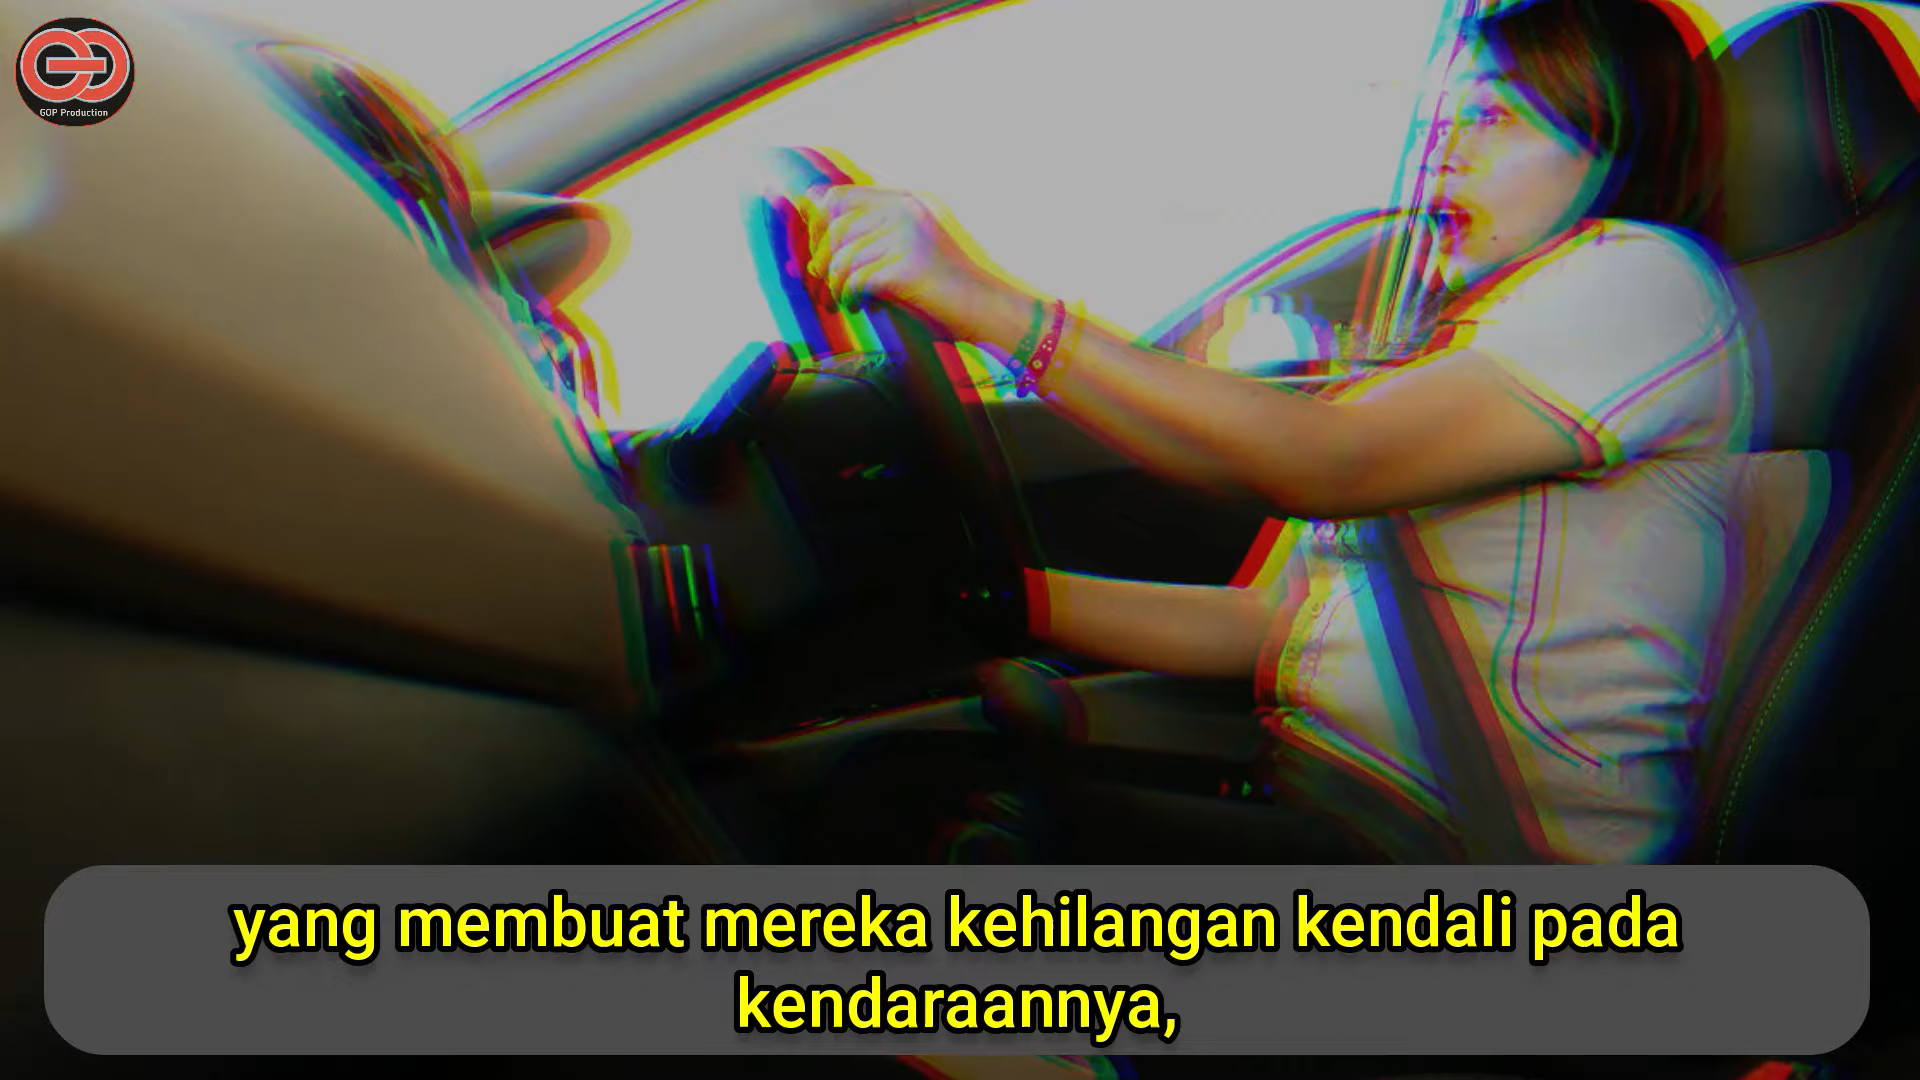 GOP Production
yang membuat mereka kehilangan kendali pada
kendaraannya,